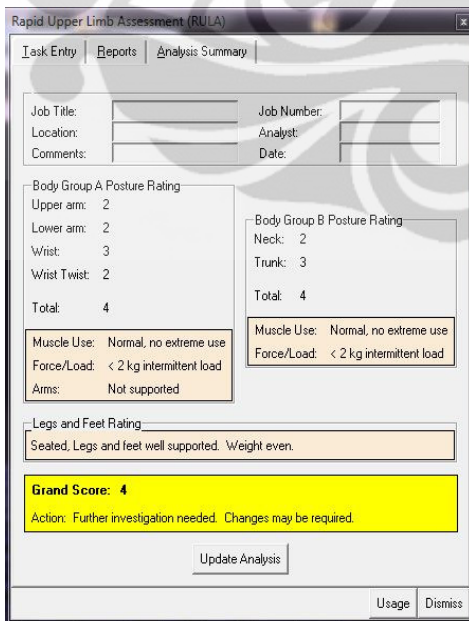 Rapid Upper Limb Assessment (RULA)
x
Task Entry Reports Analysis Summary
Job Title: Job Number:
Location: Analyst:
Comments: Date:
Body Group A Posture Rating
Upper arm: 2
Lower arm: 2
Wrist: 3
Wrist Twist: 2
Total: 4
Muscle Use: Normal, no extreme use
Force/Load: < 2 kg intermittent load
Arms: Not supported
Body Group B Posture Rating
Neck: 2
Trunk: 3
Total: 4
Muscle Use: Normal, no extreme use
Force/Load: < 2 kg intermittent load
Legs and Feet Rating
Seated, Legs and feet well supported. Weight even.
Grand Score: 4
Action: Further investigation needed. Changes may be required.
Update Analysis
Usage Dismiss